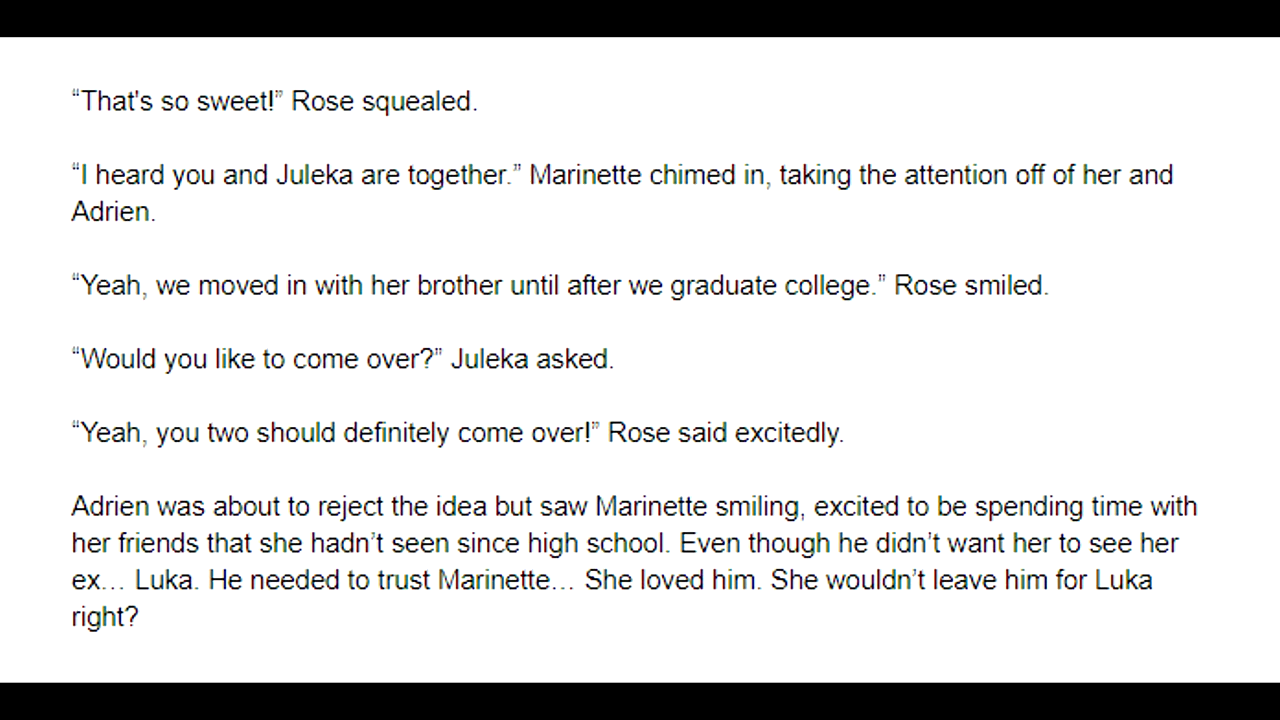 “That's so sweet!” Rose squealed.
“I heard you and Juleka are together.” Marinette chimed in, taking the attention off of her and
Adrien.
“Yeah, we moved in with her brother until after we graduate college.” Rose smiled.
“Would you like to come over?” Juleka asked.
“Yeah, you two should definitely come over!” Rose said excitedly.
Adrien was about to reject the idea but saw Marinette smiling, excited to be spending time with
her friends that she hadn’t seen since high school. Even though he didn’t want her to see her
ex… Luka. He needed to trust Marinette… She loved him. She wouldn’t leave him for Luka
right?